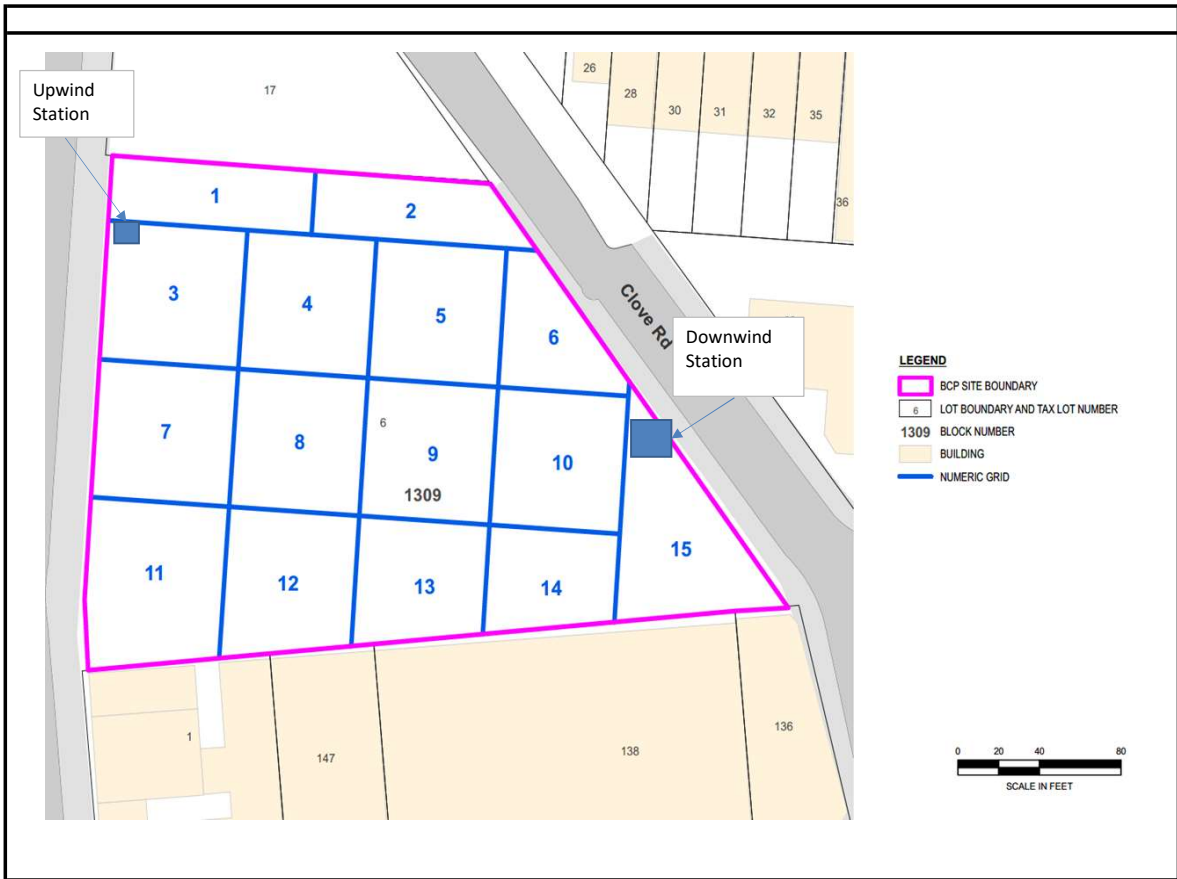 Upwind
Station
17
26
28
30
31
32
35
36
1
2
3
4
5
6
Clove Rd
Downwind
Station
7
8
6
9
10
1309
11
12
13
14
15
1
147
138
136
LEGEND
BCP SITE BOUNDARY
6 LOT BOUNDARY AND TAX LOT NUMBER
1309 BLOCK NUMBER
BUILDING
NUMERIC GRID
0 20 40 80
SCALE IN FEET